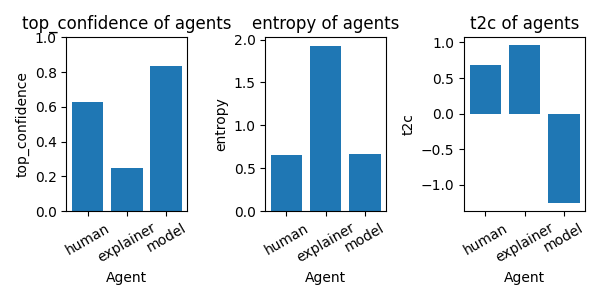 top_confidence of agents
entropy of agents
t2c of agents
top_confidence
1.0
0.8
0.6
0.4
0.2
0.0
human
explainer
model
Agent
entropy
2.0
1.5
1.0
0.5
0.0
human
explainer
model
Agent
t2c
1.0
0.5
0.0
−0.5
−1.0
human
explainer
model
Agent